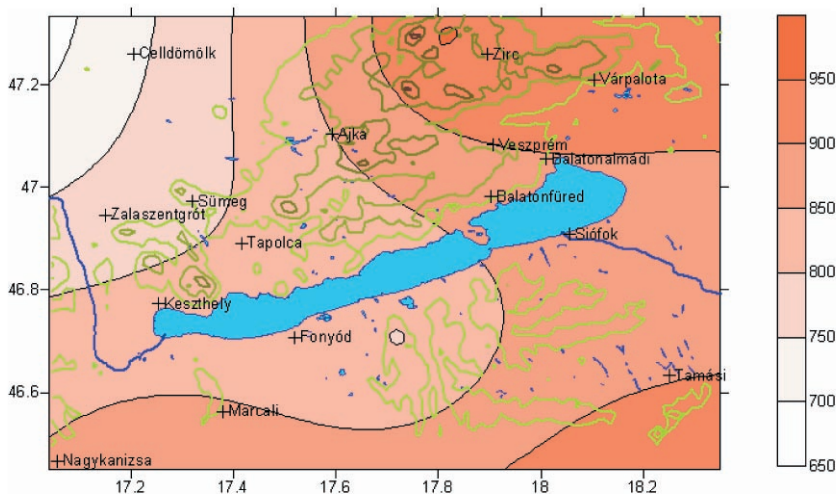 Celldömölk
Zirc
950
47.2
Várpalota
900
Ajka
Veszprém
Balatonalmádi
850
47
Sümeg
Balatonfüred
Zalaszentgrót
Siófok
Tapolca
800
46.8
Keszthely
750
Fonyód
Tamási
46.6
Marcali
700
Nagykanizsa
650
17.2 17.4 17.6 17.8 18 18.2